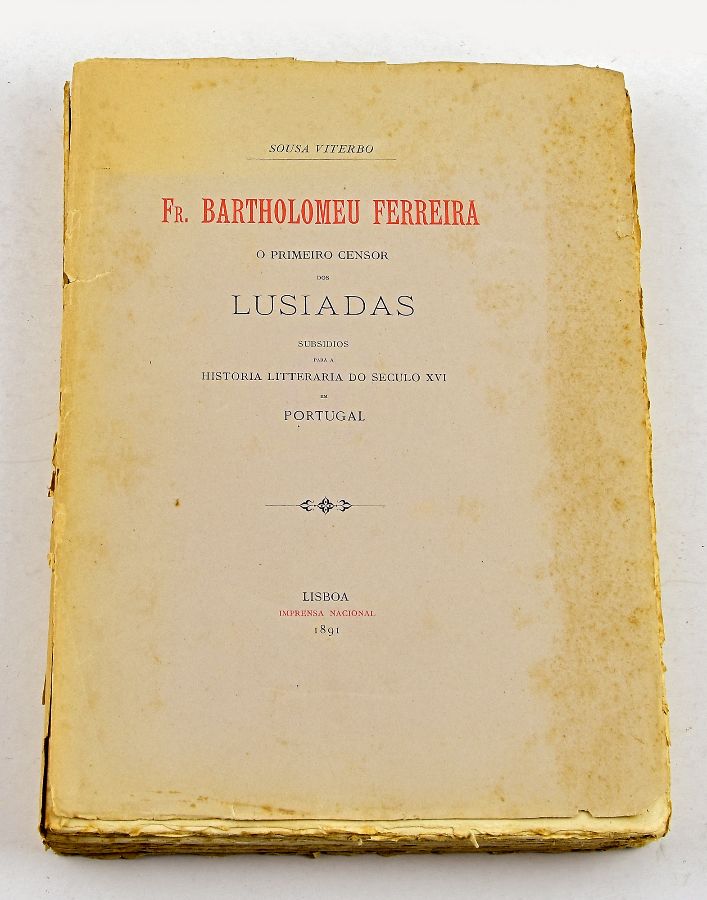 SOUSA VITERBO
FR. BARTHOLOMEU FERREIRA
O PRIMEIRO CENSOR
DOS
LUSIADAS
SUBSIDIOS
PARA A
HISTORIA LITTERARIA DO SECULO XVI
EM
PORTUGAL
LISBOA
IMPRENSA NACIONAL
1891